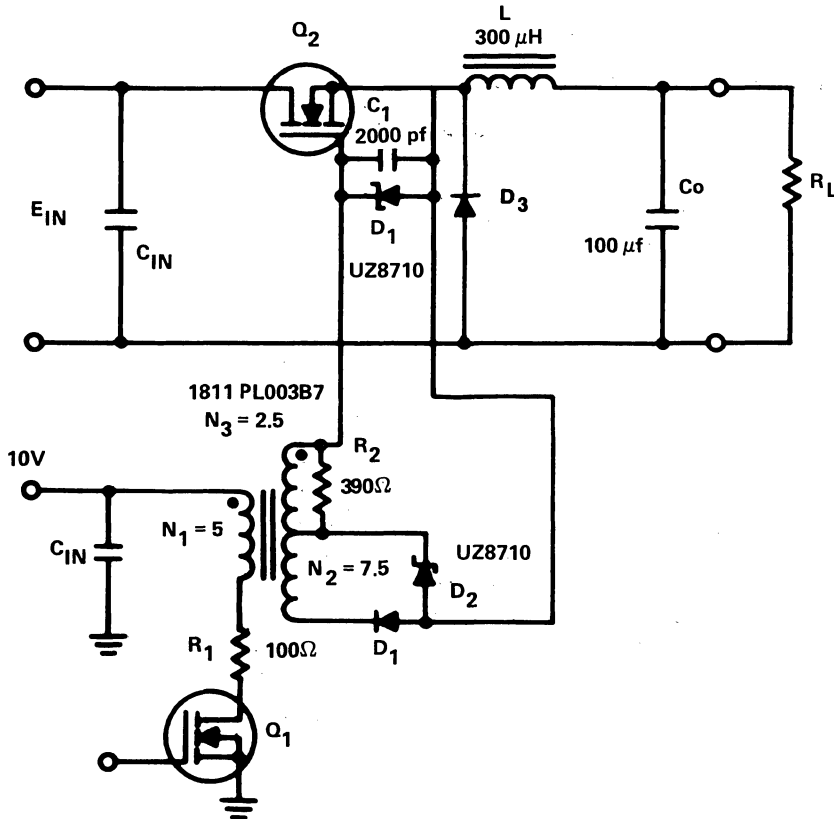 L
300 µH
Q2
C1
2000 pf
EIN
CIN
D1
UZ8710
D3
Co
100 µf
RL
1811 PL003B7
N3 = 2.5
10V
R2
390Ω
N1 = 5
CIN
N2 = 7.5
UZ8710
D2
D1
R1
100Ω
Q1